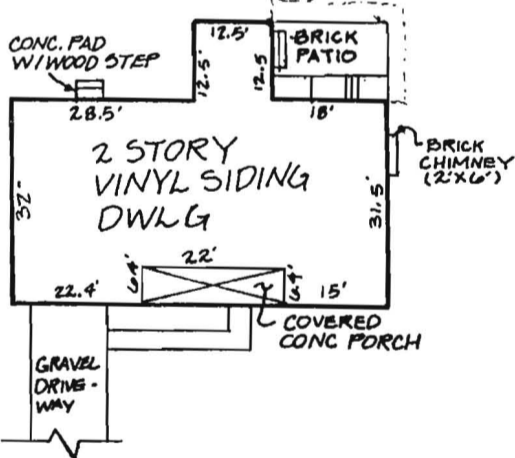 12.5'
CONC. PAD
W/WOOD STEP
12.5'
12.5
BRICK
PATIO
28.5'
18'
2 STORY
VINYL SIDING
DWLG
BRICK
CHIMNEY
(2'X6')
32'
31.5'
22'
6.4'
6.4'
22.4'
15'
COVERED
CONC PORCH
GRAVEL
DRIVE-
WAY